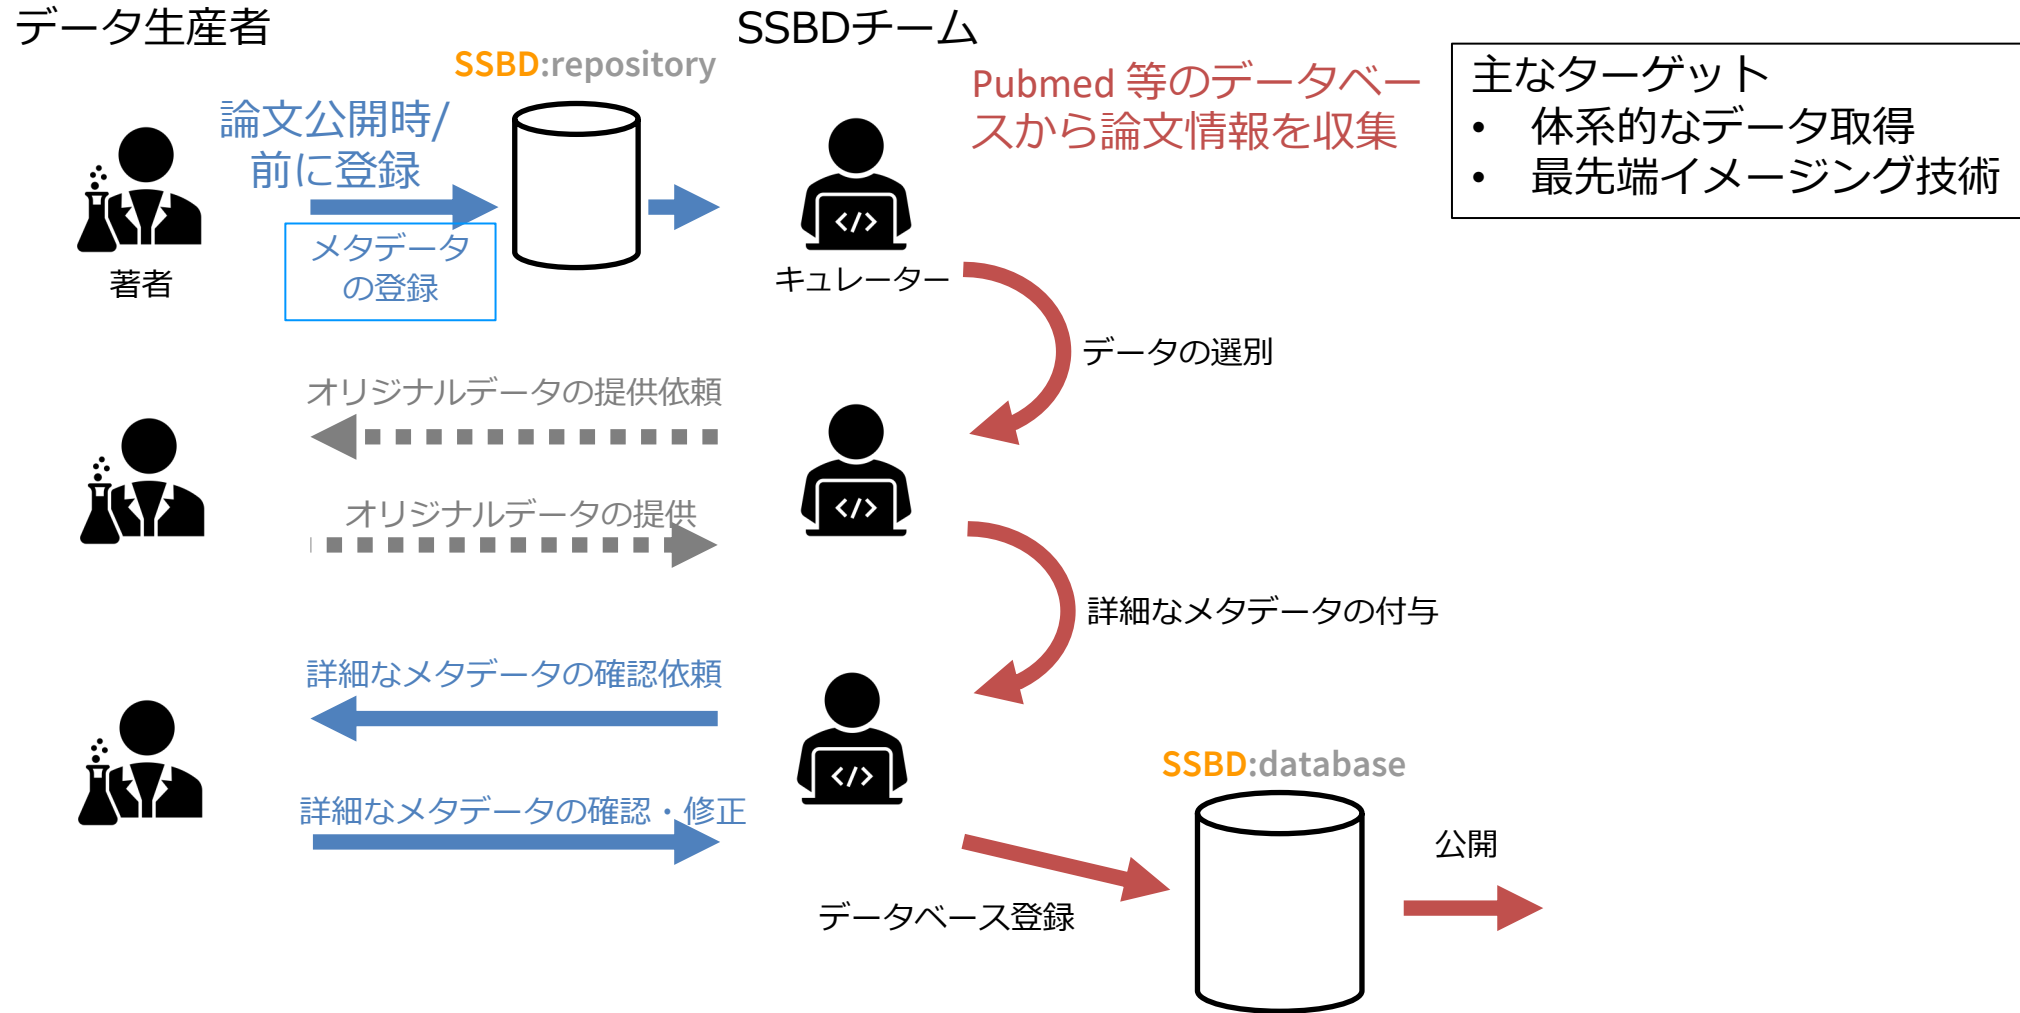 データ生産者
SSBDチーム
SSBD:repository
Pubmed 等のデータベー
スから論文情報を収集
主なターゲット
• 体系的なデータ取得
• 最先端イメージング技術
論文公開時/
前に登録
メタデータ
の登録
著者
キュレーター
データの選別
オリジナルデータの提供依頼
オリジナルデータの提供
詳細なメタデータの付与
詳細なメタデータの確認依頼
詳細なメタデータの確認・修正
SSBD:database
データベース登録
公開